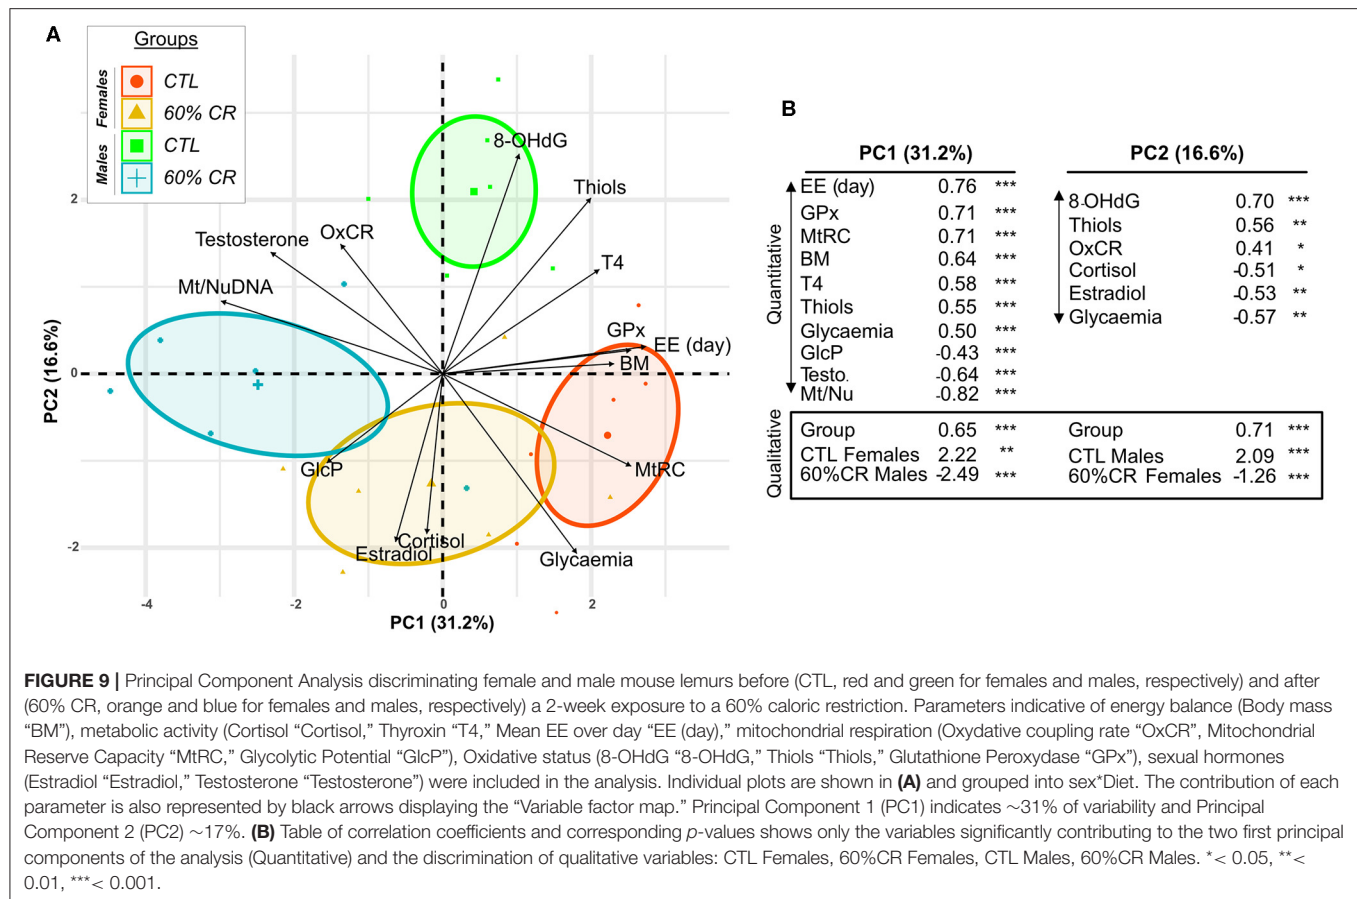 A
Groups
Females
CTL
60% CR
Males
CTL
60% CR
8-OHdG
Thiols
OxCR
Testosterone
T4
Mt/NuDNA
GPx
EE (day)
BM
GlcP
MtRC
Cortisol
Estradiol
Glycaemia
2
0
-2
PC2 (16.6%)
-4
-2
0
2
PC1 (31.2%)
B
PC1 (31.2%)
Quantitative
EE (day) 0.76 ***
GPx 0.71 ***
MtRC 0.71 ***
BM 0.64 ***
T4 0.58 ***
Thiols 0.55 ***
Glycaemia 0.50 ***
GlcP -0.43 ***
Testo. -0.64 ***
Mt/Nu -0.82 ***
PC2 (16.6%)
8-OHdG 0.70 ***
Thiols 0.56 **
OxCR 0.41 *
Cortisol -0.51 *
Estradiol -0.53 **
Glycaemia -0.57 **
Qualitative
Group 0.65 ***
CTL Females 2.22 **
60%CR Males -2.49 ***
Group 0.71 ***
CTL Males 2.09 ***
60%CR Females -1.26 ***
FIGURE 9 | Principal Component Analysis discriminating female and male mouse lemurs before (CTL, red and green for females and males, respectively) and after
(60% CR, orange and blue for females and males, respectively) a 2-week exposure to a 60% caloric restriction. Parameters indicative of energy balance (Body mass
“BM”), metabolic activity (Cortisol “Cortisol,” Thyroxin “T4,” Mean EE over day “EE (day),” mitochondrial respiration (Oxydative coupling rate “OxCR”, Mitochondrial
Reserve Capacity “MtRC,” Glycolytic Potential “GlcP”), Oxidative status (8-OHdG “8-OHdG,” Thiols “Thiols,” Glutathione Peroxydase “GPx”), sexual hormones
(Estradiol “Estradiol,” Testosterone “Testosterone”) were included in the analysis. Individual plots are shown in (A) and grouped into sex*Diet. The contribution of each
parameter is also represented by black arrows displaying the “Variable factor map.” Principal Component 1 (PC1) indicates ∼31% of variability and Principal
Component 2 (PC2) ∼17%. (B) Table of correlation coefficients and corresponding p-values shows only the variables significantly contributing to the two first principal
components of the analysis (Quantitative) and the discrimination of qualitative variables: CTL Females, 60%CR Females, CTL Males, 60%CR Males. *< 0.05, **<
0.01, ***< 0.001.